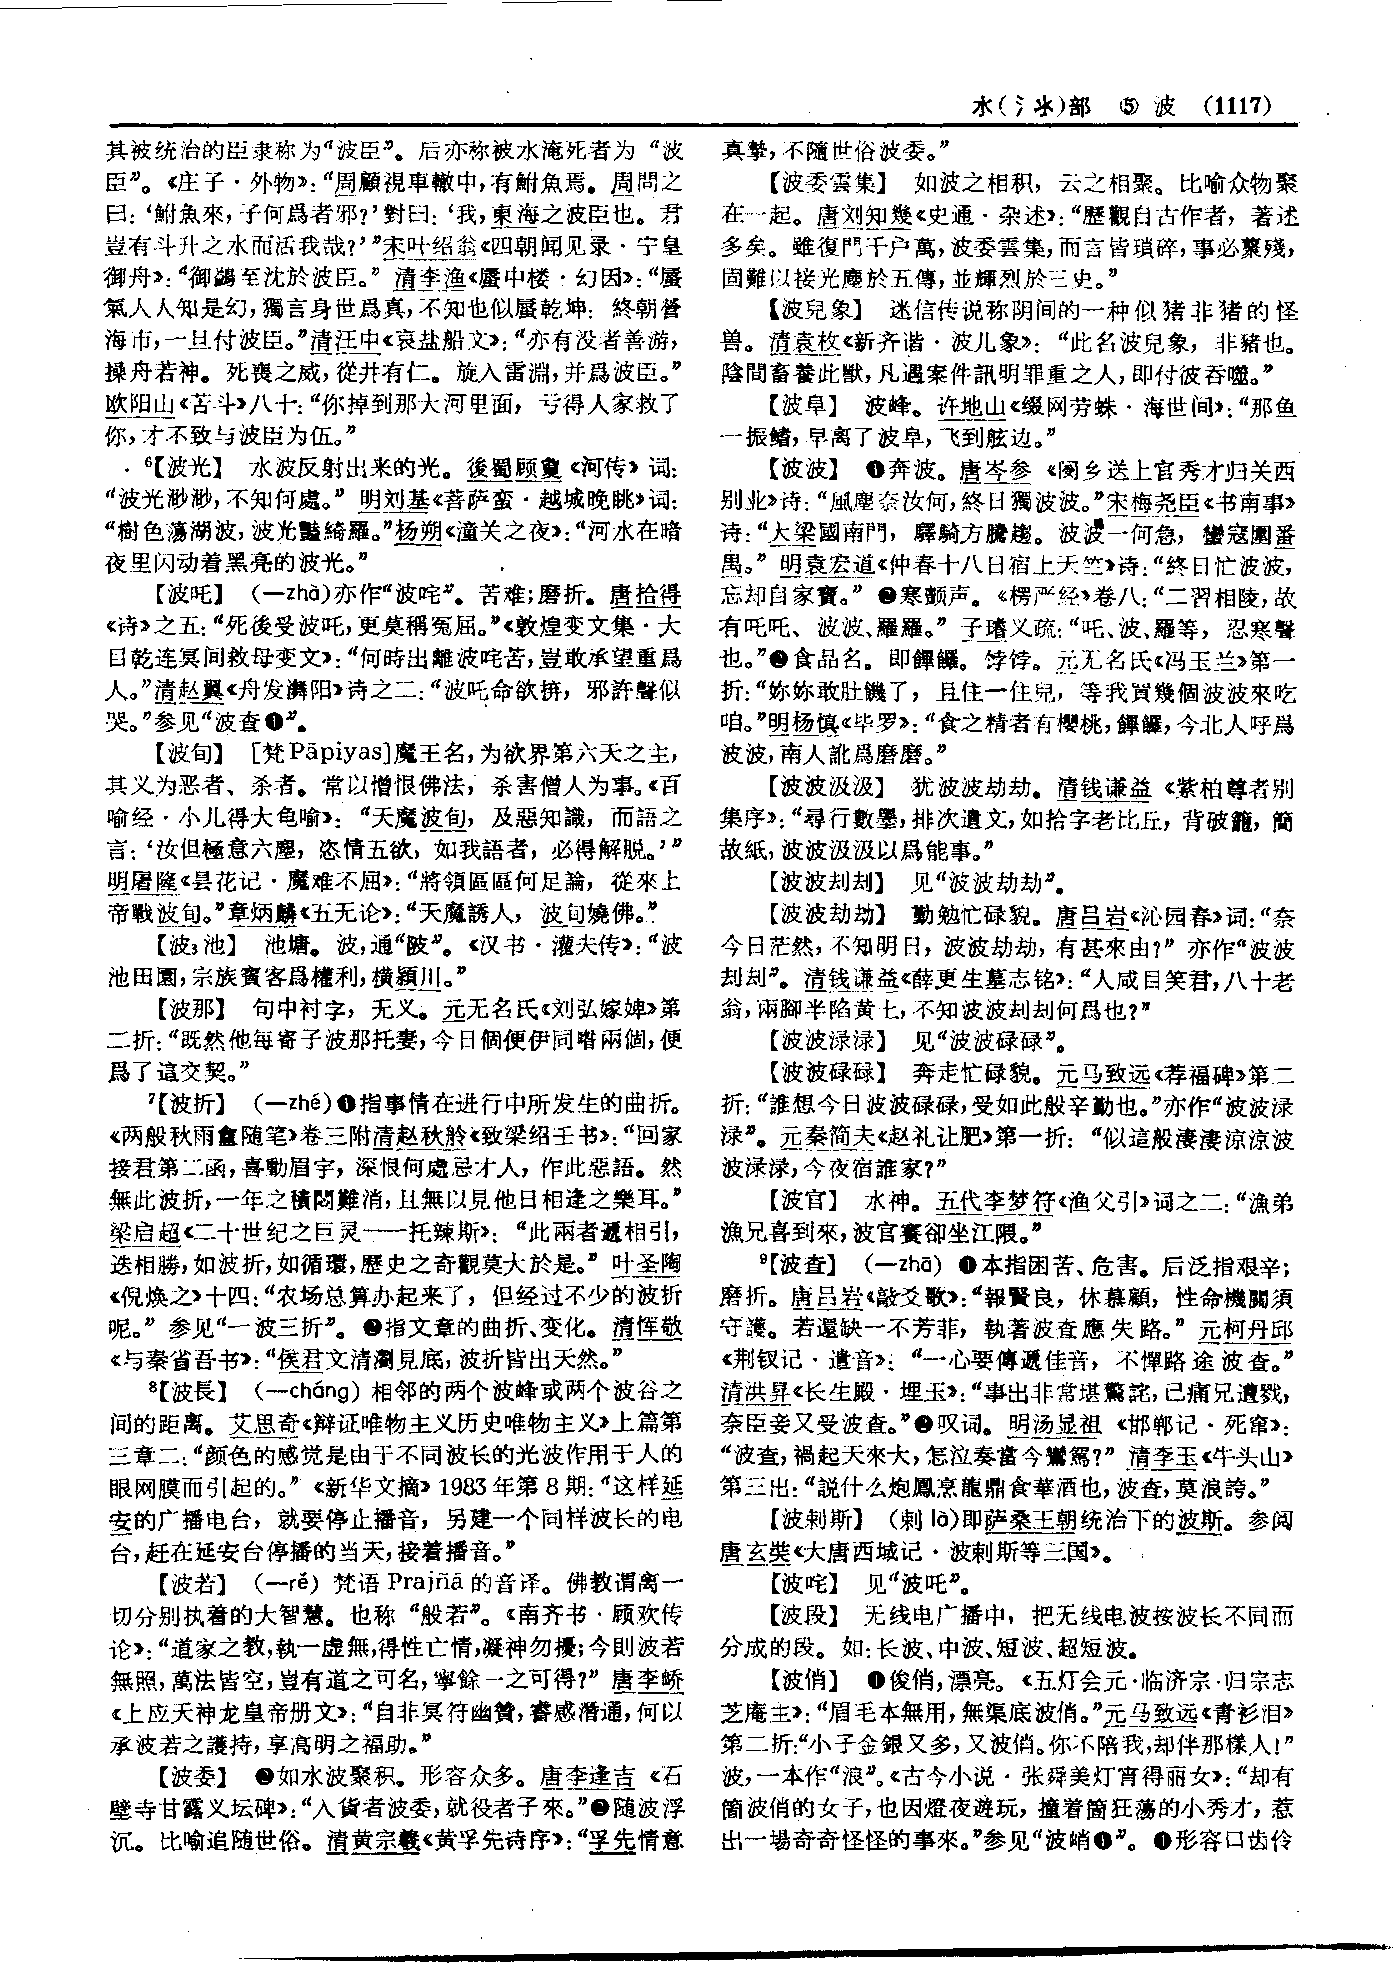 水(氵氺)部 ⑤ 波 (1117)
其被统治的臣隶称为“波臣”。后亦称被水淹死者为“波
臣”。《庄子·外物》：“周顧視車轍中，有鮒魚焉。周問之
曰：‘鮒魚來，子何爲者邪？’對曰：‘我，東海之波臣也。君
豈有斗升之水而活我哉？’”宋叶绍翁《四朝闻见录·宁皇
御舟》：“御鷁至沈於波臣。”清李渔《蜃中楼·幻因》：“蜃
氣人人知是幻，獨言身世爲真，不知也似蜃乾坤：終朝營
海市，一旦付波臣。”清汪中《哀盐船文》：“亦有没者善游，
操舟若神。死喪之威，從井有仁。旋入雷淵，并爲波臣。”
欧阳山《苦斗》八十：“你掉到那大河里面，亏得人家救了
你，才不致与波臣为伍。”
⁶【波光】 水波反射出来的光。後蜀顾敻《河传》词：
“波光渺渺，不知何處。”明刘基《菩萨蛮·越城晚眺》词：
“樹色蕩湖波，波光豔綺羅。”杨朔《潼关之夜》：“河水在暗
夜里闪动着黑亮的波光。”
【波吒】 (—zhà)亦作“波咤”。苦难；磨折。唐拾得
《诗》之五：“死後受波吒，更莫稱冤屈。”《敦煌变文集·大
目乾连冥间救母变文》：“何時出離波咤苦，豈敢承望重爲
人。”清赵翼《舟发潾阳》诗之二：“波吒命欲拚，邪許聲似
哭。”参见“波查❶”。
【波旬】 [梵Pāpiyas]魔王名，为欲界第六天之主，
其义为恶者、杀者。常以憎恨佛法，杀害僧人为事。《百
喻经·小儿得大龟喻》：“天魔波旬，及惡知識，而語之
言：‘汝但極意六塵，恣情五欲，如我語者，必得解脱。’”
明屠隆《昙花记·魔难不屈》：“將領區區何足論，從來上
帝戰波旬。”章炳麟《五无论》：“天魔誘人，波旬嬈佛。”
【波₃池】 池塘。波，通“陂”。《汉书·灌夫传》：“波
池田園，宗族賓客爲權利，横潁川。”
【波那】 句中衬字，无义。元无名氏《刘弘嫁婢》第
二折：“既然他每寄子波那托妻，今日個便伊同喒兩個，便
爲了這交契。”
⁷【波折】 (—zhé)❶指事情在进行中所发生的曲折。
《两般秋雨盦随笔》卷三附清赵秋舲《致梁绍壬书》：“回家
接君第二函，喜動眉宇，深恨何處忌才人，作此惡語。然
無此波折，一年之積悶難消，且無以見他日相逢之樂耳。”
梁启超《二十世纪之巨灵——托辣斯》：“此兩者遞相引，
迭相勝，如波折，如循環，歷史之奇觀莫大於是。”叶圣陶
《倪焕之》十四：“农场总算办起来了，但经过不少的波折
呢。”参见“一波三折”。❷指文章的曲折、变化。清恽敬
《与秦省吾书》：“侯君文清瀏見底，波折皆出天然。”
⁸【波長】 (—cháng)相邻的两个波峰或两个波谷之
间的距离。艾思奇《辩证唯物主义历史唯物主义》上篇第
三章二：“颜色的感觉是由于不同波长的光波作用于人的
眼网膜而引起的。”《新华文摘》1983年第8期：“这样延
安的广播电台，就要停止播音，另建一个同样波长的电
台，赶在延安台停播的当天，接着播音。”
【波若】 (—rě) 梵语Prajñā的音译。佛教谓离一
切分别执着的大智慧。也称“般若”。《南齐书·顾欢传
论》：“道家之教，執一虚無，得性亡情，凝神勿擾；今則波若
無照，萬法皆空，豈有道之可名，寧餘一之可得？”唐李峤
《上应天神龙皇帝册文》：“自非冥符幽贊，睿感潛通，何以
承波若之護持，享高明之福助。”
【波委】 ❶如水波聚积。形容众多。唐李逢吉《石
壁寺甘露义坛碑》：“入貨者波委，就役者子來。”❷随波浮
沉。比喻追随世俗。清黄宗羲《黄孚先诗序》：“孚先情意
真摯，不隨世俗波委。”
【波委雲集】 如波之相积，云之相聚。比喻众物聚
在一起。唐刘知幾《史通·杂述》：“歷觀自古作者，著述
多矣。雖復門千户萬，波委雲集，而言皆瑣碎，事必藂殘，
固難以接光塵於五傳，並輝烈於三史。”
【波兒象】 迷信传说称阴间的一种似猪非猪的怪
兽。清袁枚《新齐谐·波儿象》：“此名波兒象，非豬也。
陰間畜養此獸，凡遇案件訊明罪重之人，即付彼吞噬。”
【波阜】 波峰。许地山《缀网劳蛛·海世间》：“那鱼
一振鳍，早离了波阜，飞到舷边。”
【波波】 ❶奔波。唐岑参《阌乡送上官秀才归关西
别业》诗：“風塵奈汝何，終日獨波波。”宋梅尧臣《书南事》
诗：“大梁國南門，驛騎方騰趨。波波一何急，蠻寇圍番
禺。”明袁宏道《仲春十八日宿上天竺》诗：“終日忙波波，
忘却自家寶。”❷寒颤声。《楞严经》卷八：“二習相陵，故
有吒吒、波波、羅羅。”子璿义疏：“吒、波、羅等，忍寒聲
也。”❸食品名。即饆饠。饽饽。元无名氏《冯玉兰》第一
折：“妳妳敢肚饑了，且住一住兒，等我買幾個波波來吃
咱。”明杨慎《毕罗》：“食之精者有櫻桃，饆饠，今北人呼爲
波波，南人訛爲磨磨。”
【波波汲汲】 犹波波劫劫。清钱谦益《紫柏尊者别
集序》：“尋行數墨，排次遺文，如拾字老比丘，背破籠，簡
故紙，波波汲汲以爲能事。”
【波波刦刦】 见“波波劫劫”。
【波波劫劫】 勤勉忙碌貌。唐吕岩《沁园春》词：“奈
今日茫然，不知明日，波波劫劫，有甚來由？”亦作“波波
刦刦”。清钱谦益《薛更生墓志铭》：“人咸目笑君，八十老
翁，兩脚半陷黄土，不知波波刦刦何爲也？”
【波波渌渌】 见“波波碌碌”。
【波波碌碌】 奔走忙碌貌。元马致远《荐福碑》第二
折：“誰想今日波波碌碌，受如此般辛勤也。”亦作“波波渌
渌”。元秦简夫《赵礼让肥》第一折：“似這般淒淒凉凉波
波渌渌，今夜宿誰家？”
【波官】 水神。五代李梦符《渔父引》词之二：“漁弟
漁兄喜到來，波官賽卻坐江隈。”
⁹【波查】 (—zhā) ❶本指困苦、危害。后泛指艰辛；
磨折。唐吕岩《敲爻歌》：“報賢良，休慕顧，性命機關須
守護。若還缺一不芳菲，執著波查應失路。”元柯丹邱
《荆钗记·遣音》：“一心要傳遞佳音，不憚路途波查。”
清洪昇《长生殿·埋玉》：“事出非常堪驚詫，已痛兄遭戮，
奈臣妾又受波查。”❷叹词。明汤显祖《邯郸记·死窜》：
“波查，禍起天來大，怎泣奏當今鸞駕？”清李玉《牛头山》
第三出：“説什么炮鳳烹龍鼎食華酒也，波查，莫浪誇。”
【波剌斯】 (剌 là)即萨桑王朝统治下的波斯。参阅
唐玄奘《大唐西域记·波剌斯等三国》。
【波咤】 见“波吒”。
【波段】 无线电广播中，把无线电波按波长不同而
分成的段。如：长波、中波、短波、超短波。
【波俏】 ❶俊俏，漂亮。《五灯会元·临济宗·归宗志
芝庵主》：“眉毛本無用，無渠底波俏。”元马致远《青衫泪》
第二折：“小子金銀又多，又波俏。你不陪我，却伴那樣人！”
波，一本作“浪”。《古今小说·张舜美灯宵得丽女》：“却有
箇波俏的女子，也因燈夜遊玩，撞着箇狂蕩的小秀才，惹
出一場奇奇怪怪的事來。”参见“波峭❶”。❶形容口齿伶